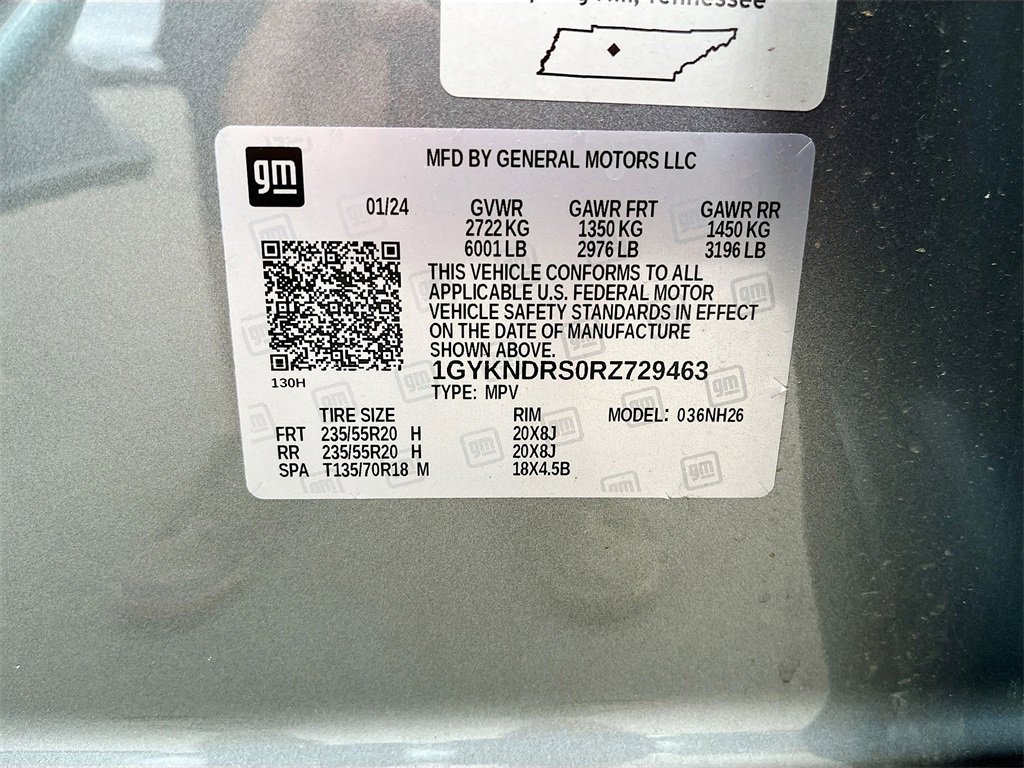 Tennessee
gm
MFD BY GENERAL MOTORS LLC
01/24 GVWR GAWR FRT GAWR RR
2722 KG 1350 KG 1450 KG
6001 LB 2976 LB 3196 LB
THIS VEHICLE CONFORMS TO ALL
APPLICABLE U.S. FEDERAL MOTOR
VEHICLE SAFETY STANDARDS IN EFFECT
ON THE DATE OF MANUFACTURE
SHOWN ABOVE.
1GYKNDRS0RZ729463
130H
TYPE: MPV
TIRE SIZE RIM MODEL: 036NH26
FRT 235/55R20 H 20X8J
RR 235/55R20 H 20X8J
SPA T135/70R18 M 18X4.5B